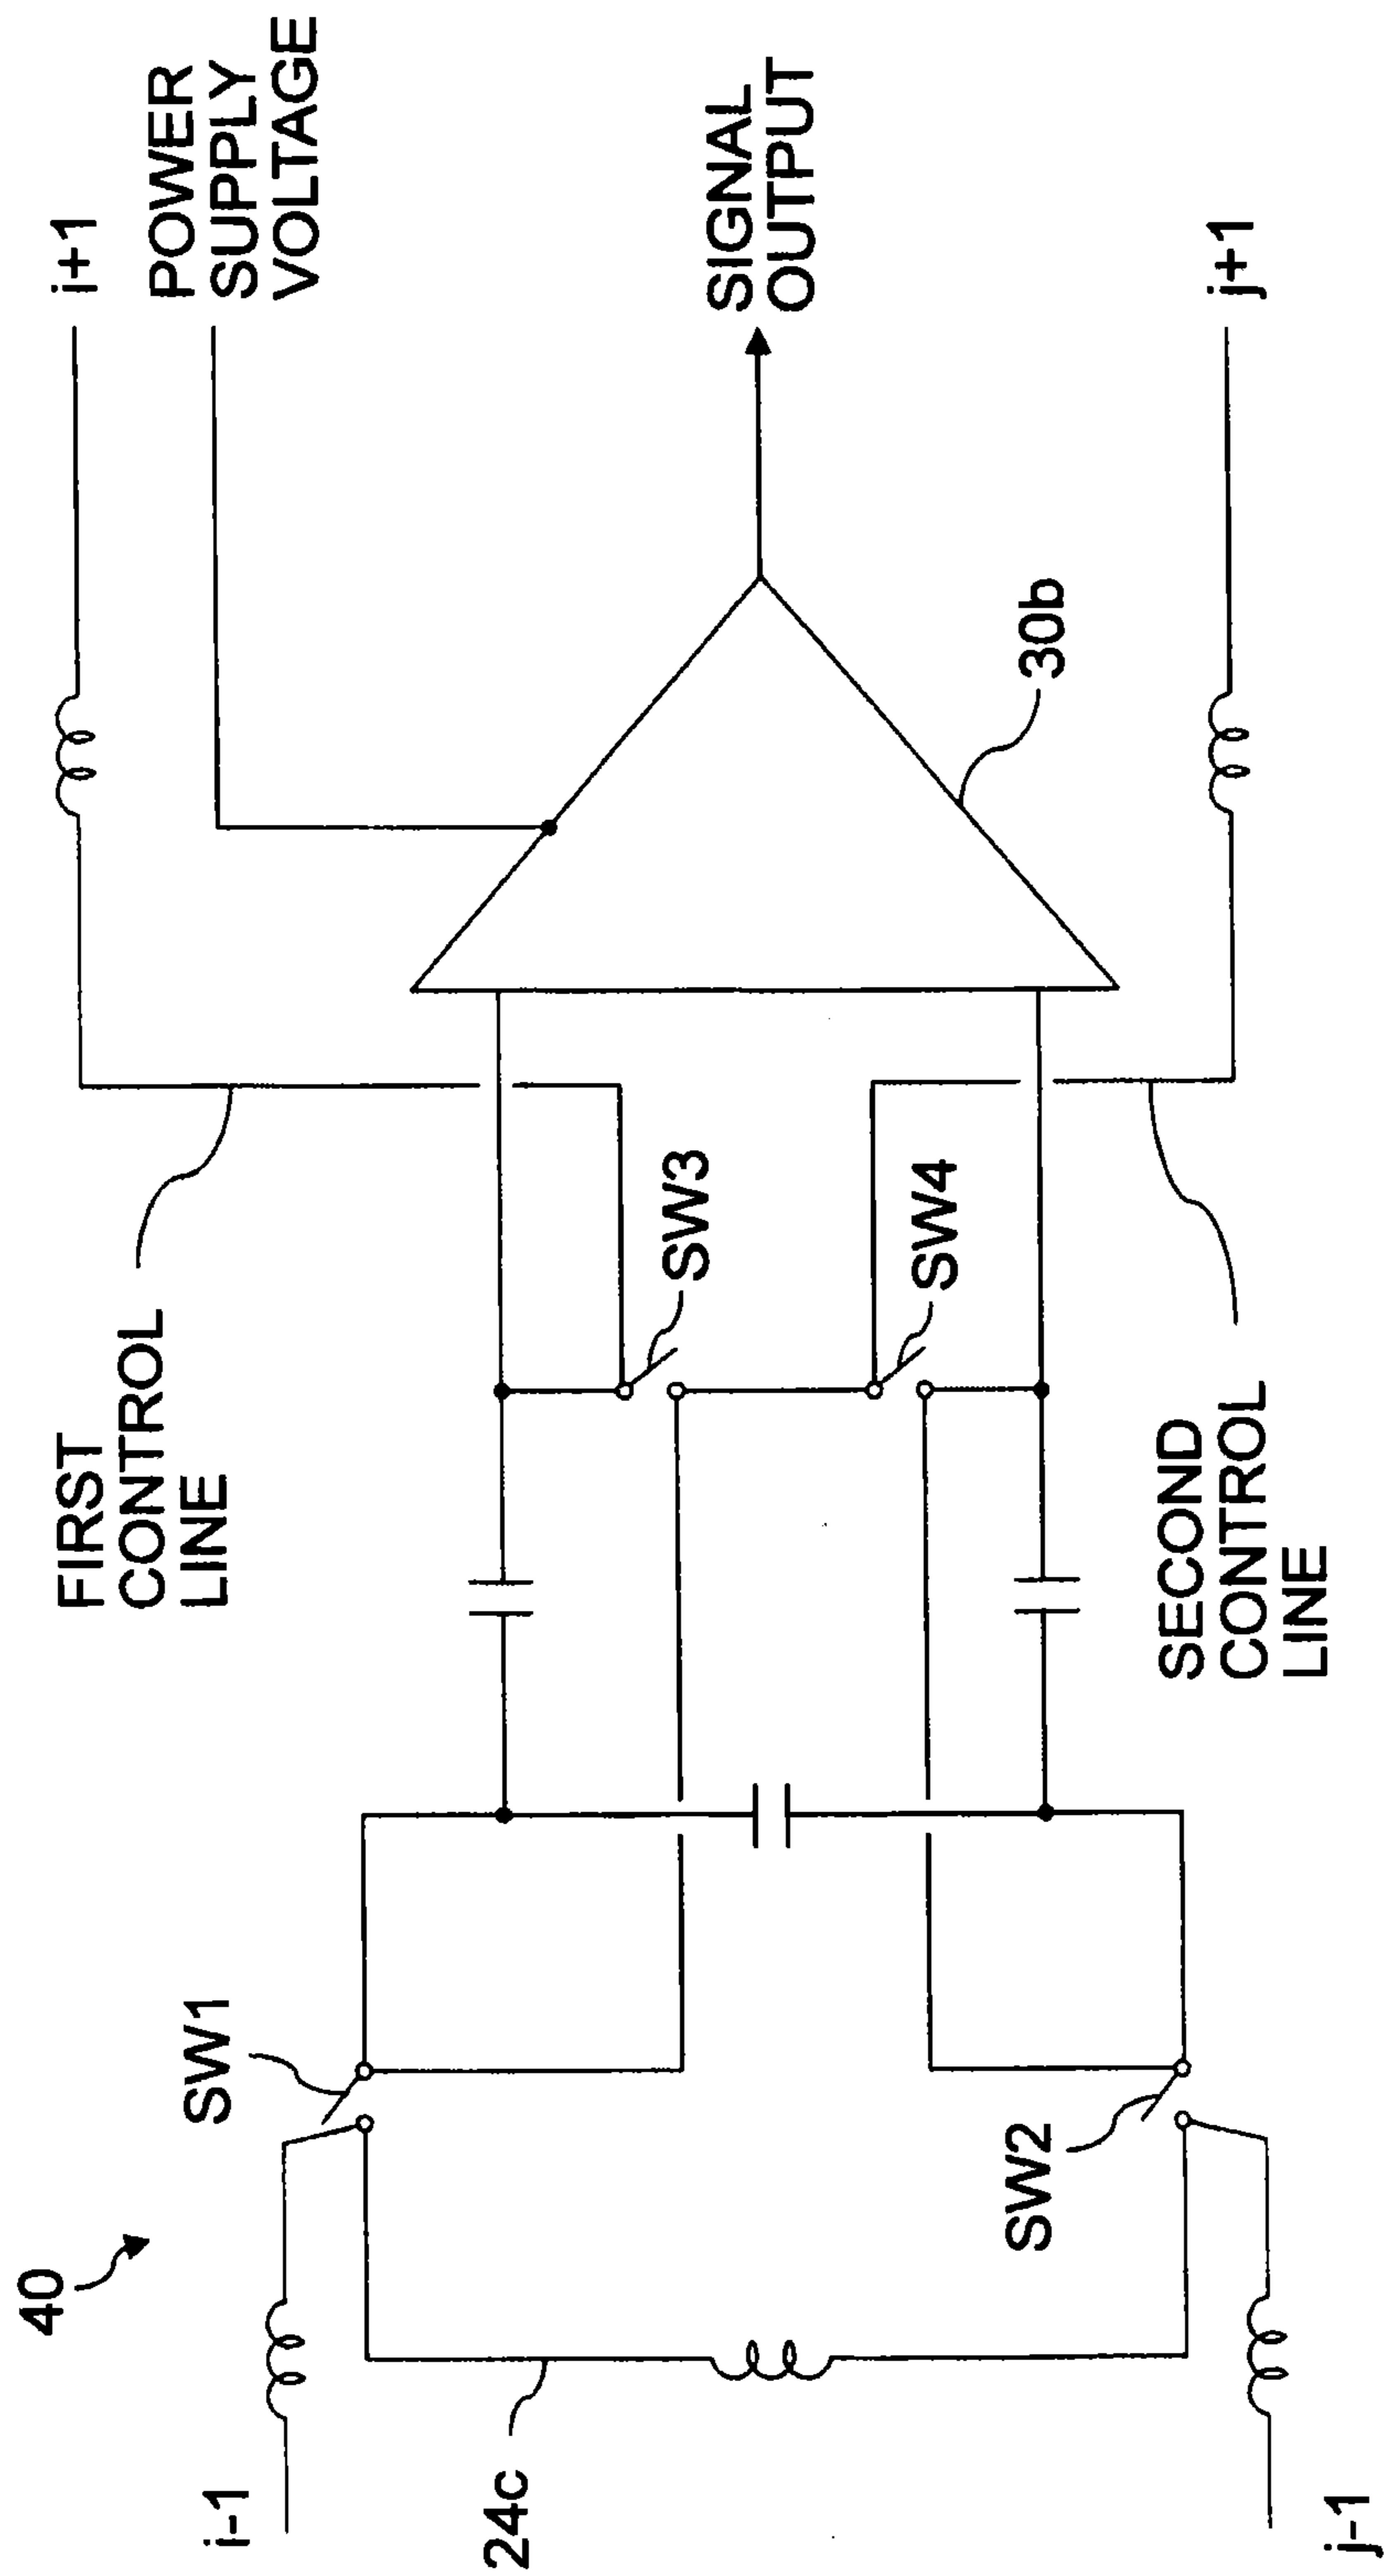 40
i-1
SW1
FIRST
CONTROL
LINE
i+1
POWER
SUPPLY
VOLTAGE
24c
SW3
SIGNAL
OUTPUT
SW4
30b
SW2
j-1
SECOND
CONTROL
LINE
j+1